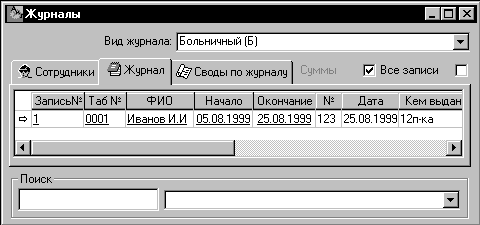 Журналы
Вид журнала: Больничный (Б)
Сотрудники Журнал Своды по журналу Суммы Все записи
Запись№ Таб № ФИО Начало Окончание № Дата Кем выдан
1 0001 Иванов И.И 05.08.1999 25.08.1999 123 25.08.1999 12п-ка
Поиск